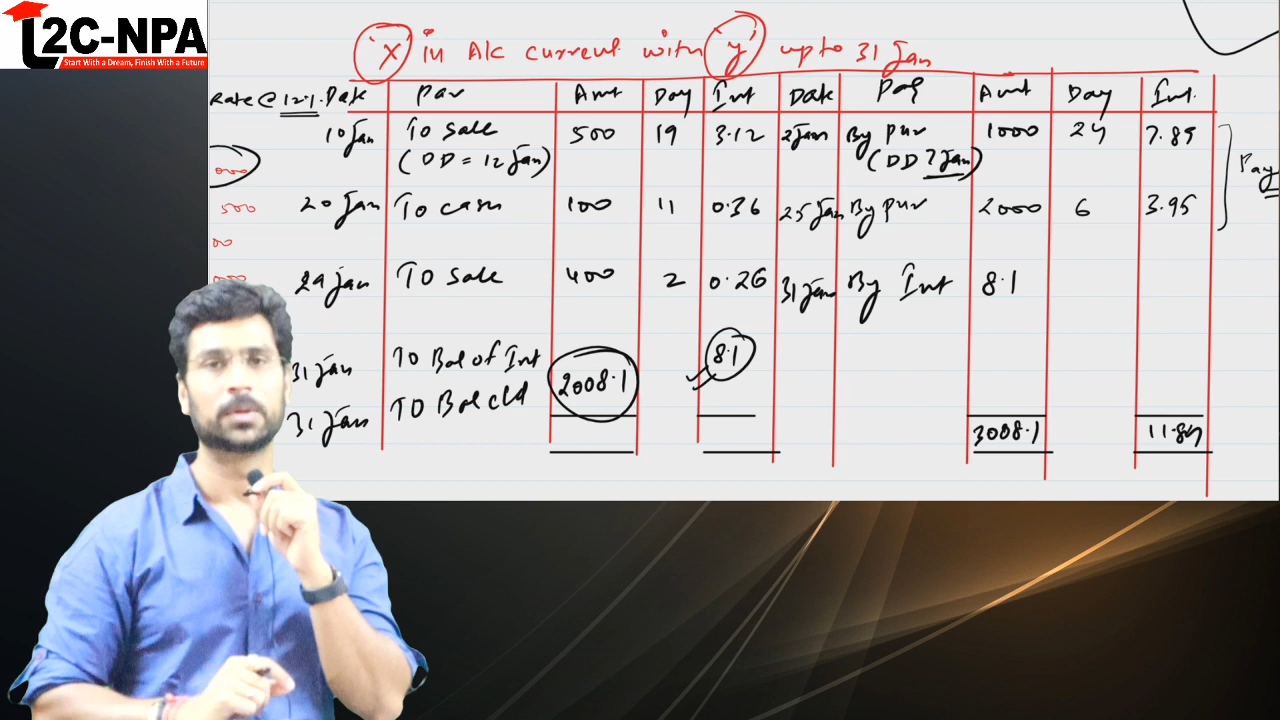 L2C-NPA
Start With a Dream, Finish With a Future
'X' in A/c current with 'y' upto 31 Jan
Rate @ 12%. Date Par Amt Day Int Date Par Amt Day Int.
10 Jan To Sale 500 19 3.12 2 Jan By pur 1000 24 7.89
(DD = 12 Jan) (DD 7 Jan)
Pay
500 20 Jan To cash 100 11 0.36 25 Jan By pur 2000 6 3.95
00
29 Jan To Sale 400 2 0.26 31 Jan By Int 8.1
31 Jan To Bal of Int 8.1
31 Jan To Bal c/d 2008.1
3008.1 11.84